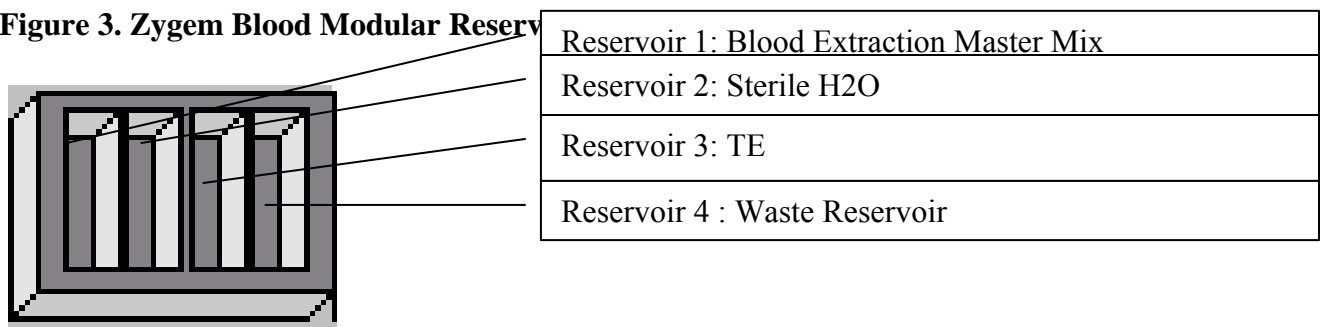 Figure 3. Zygem Blood Modular Reserv
Reservoir 1: Blood Extraction Master Mix
Reservoir 2: Sterile H2O
Reservoir 3: TE
Reservoir 4 : Waste Reservoir